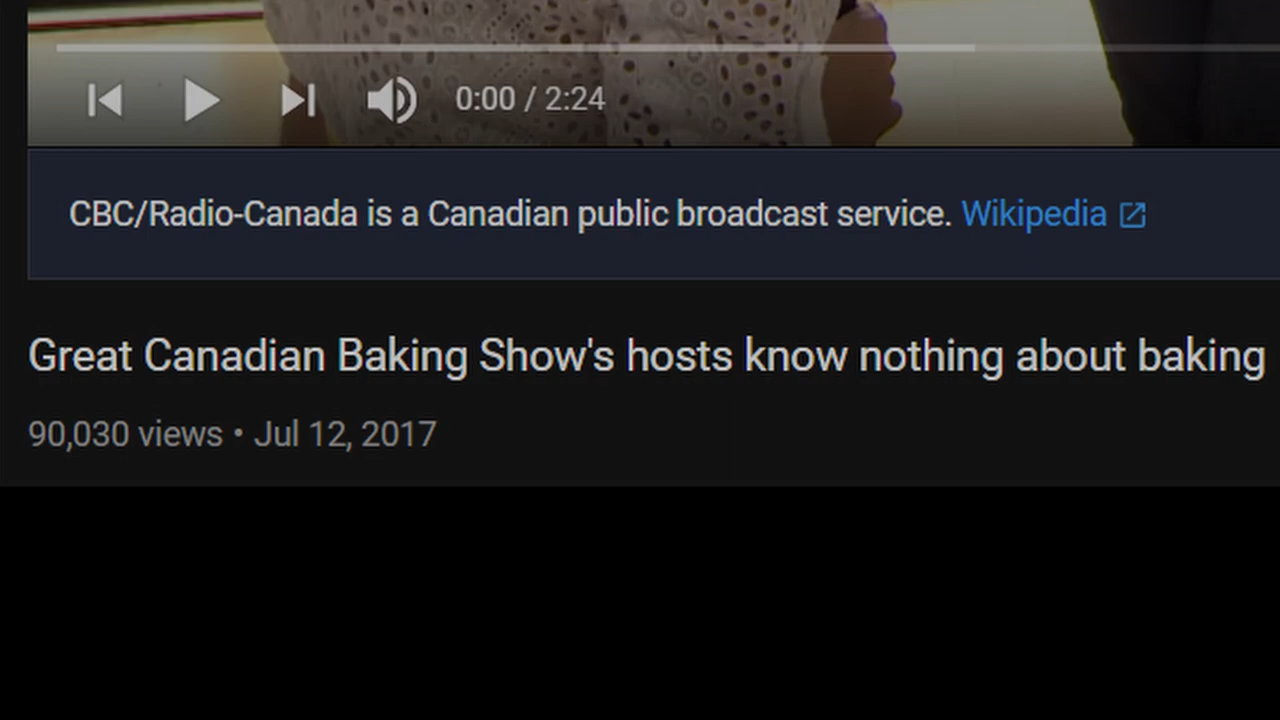 0:00 / 2:24
CBC/Radio-Canada is a Canadian public broadcast service. Wikipedia
Great Canadian Baking Show's hosts know nothing about baking
90,030 views • Jul 12, 2017